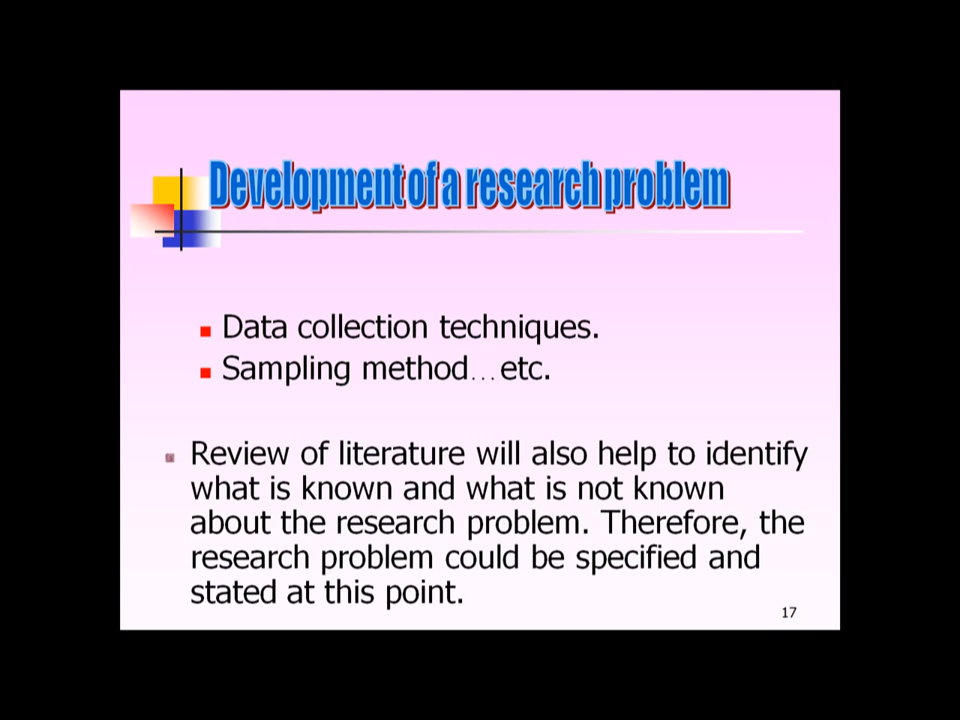 Development of a research problem
Data collection techniques.
Sampling method...etc.
Review of literature will also help to identify
what is known and what is not known
about the research problem. Therefore, the
research problem could be specified and
stated at this point.
17